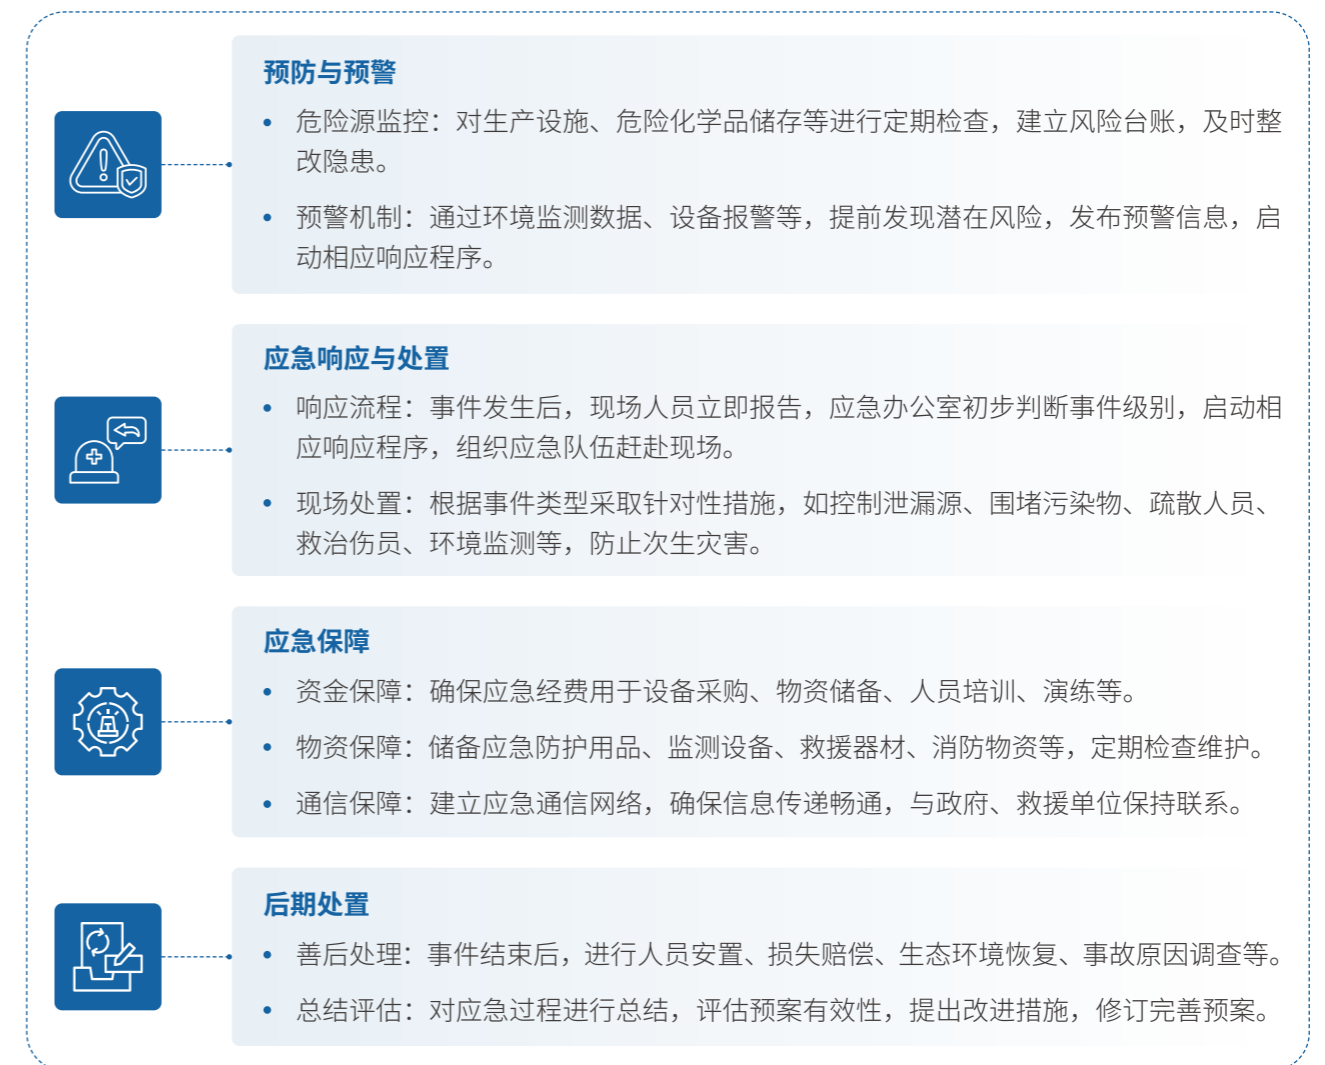 预防与预警
• 危险源监控：对生产设施、危险化学品储存等进行定期检查，建立风险台账，及时整
改隐患。
• 预警机制：通过环境监测数据、设备报警等，提前发现潜在风险，发布预警信息，启
动相应响应程序。
应急响应与处置
• 响应流程：事件发生后，现场人员立即报告，应急办公室初步判断事件级别，启动相
应响应程序，组织应急队伍赶赴现场。
• 现场处置：根据事件类型采取针对性措施，如控制泄漏源、围堵污染物、疏散人员、
救治伤员、环境监测等，防止次生灾害。
应急保障
• 资金保障：确保应急经费用于设备采购、物资储备、人员培训、演练等。
• 物资保障：储备应急防护用品、监测设备、救援器材、消防物资等，定期检查维护。
• 通信保障：建立应急通信网络，确保信息传递畅通，与政府、救援单位保持联系。
后期处置
• 善后处理：事件结束后，进行人员安置、损失赔偿、生态环境恢复、事故原因调查等。
• 总结评估：对应急过程进行总结，评估预案有效性，提出改进措施，修订完善预案。